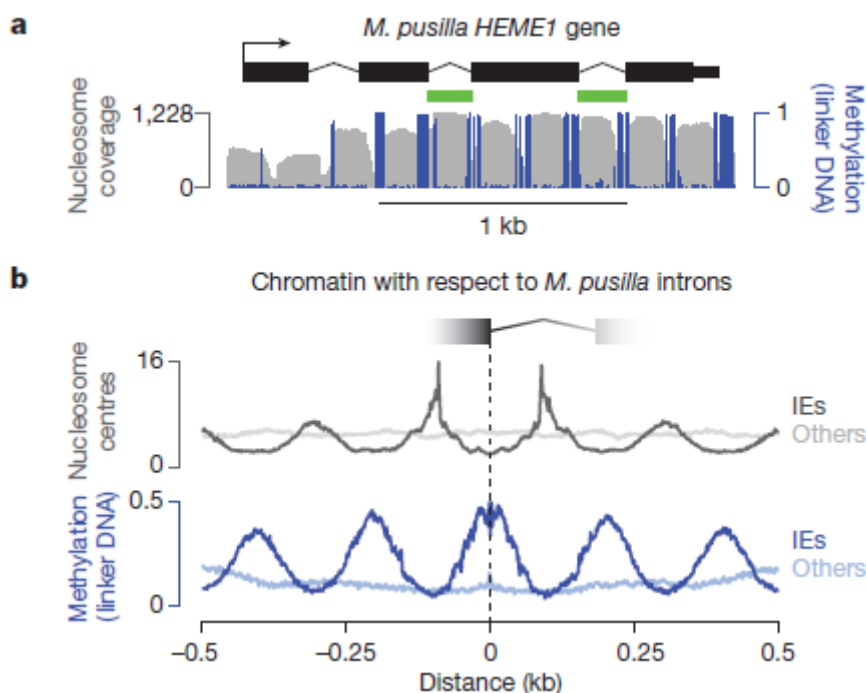 a
M. pusilla HEME1 gene
Nucleosome
coverage
1,228
0
1
0
Methylation
(linker DNA)
1 kb
b
Chromatin with respect to M. pusilla introns
Nucleosome
centres
16
0
IEs
Others
Methylation
(linker DNA)
0.5
0
IEs
Others
–0.5
–0.25
0
0.25
0.5
Distance (kb)